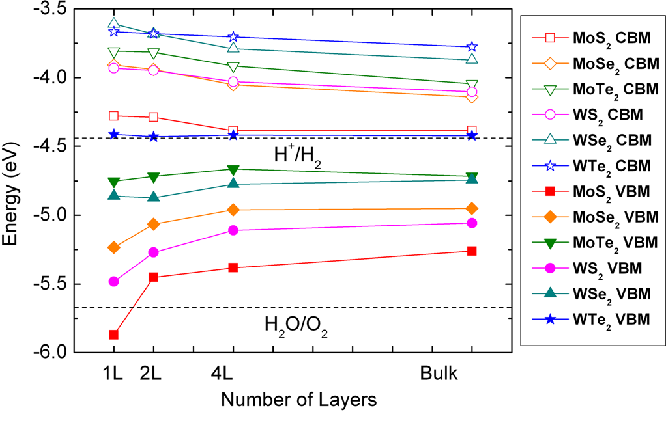 -3.5
-4.0
-4.5
-5.0
-5.5
-6.0
Energy (eV)
H⁺/H₂
H₂O/O₂
1L 2L 4L Bulk
Number of Layers
MoS₂ CBM
MoSe₂ CBM
MoTe₂ CBM
WS₂ CBM
WSe₂ CBM
WTe₂ CBM
MoS₂ VBM
MoSe₂ VBM
MoTe₂ VBM
WS₂ VBM
WSe₂ VBM
WTe₂ VBM